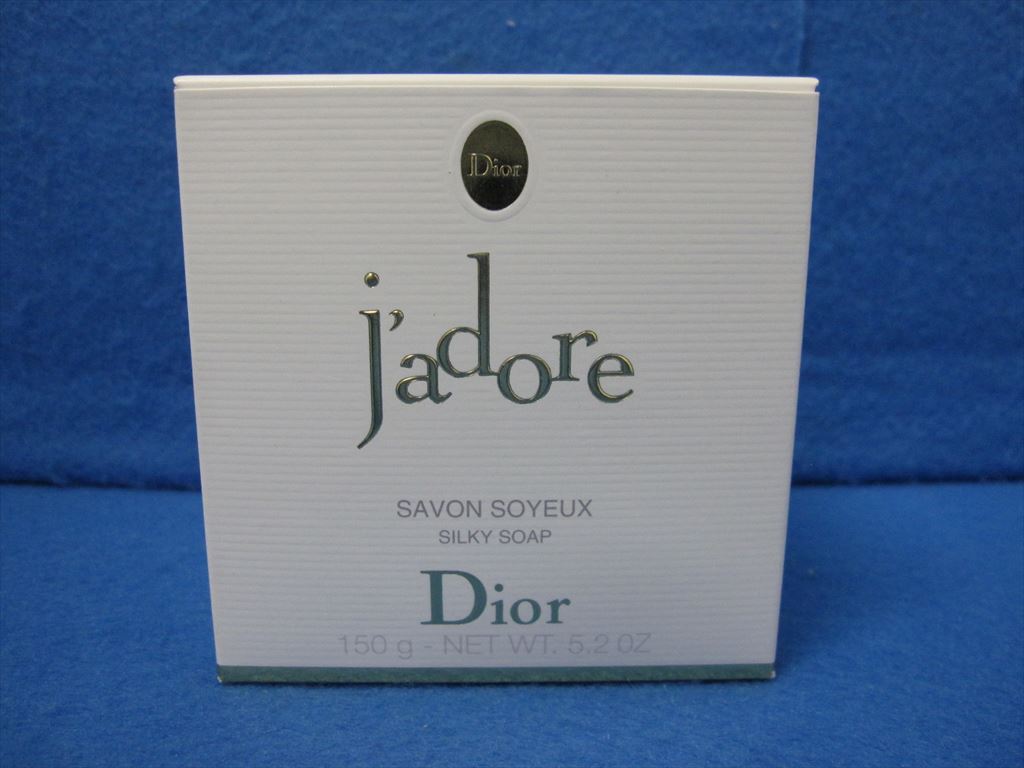 Dior
j'adore
SAVON SOYEUX
SILKY SOAP
Dior
150 g - NET WT. 5.2 OZ